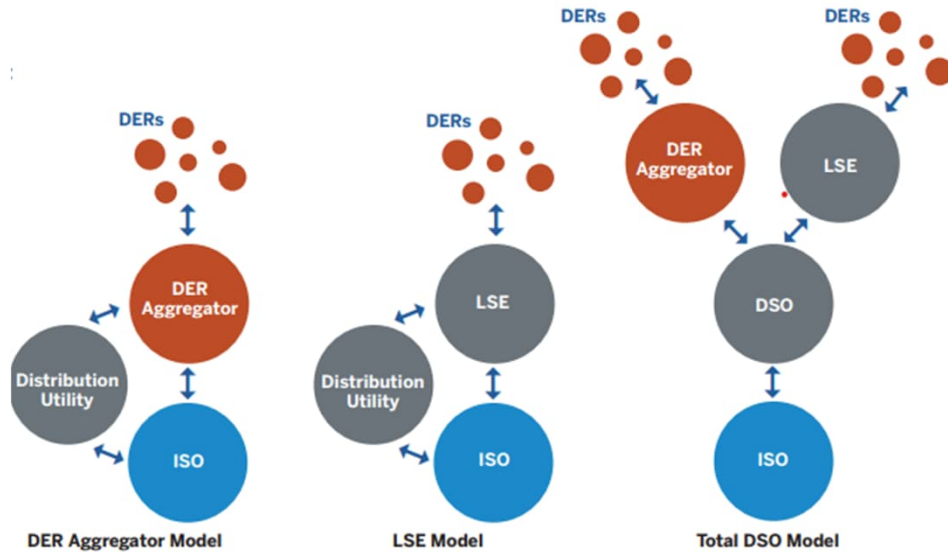 DERs
DER
Aggregator
Distribution
Utility
ISO
DER Aggregator Model
DERs
LSE
Distribution
Utility
ISO
LSE Model
DERs
DERs
DER
Aggregator
LSE
DSO
ISO
Total DSO Model